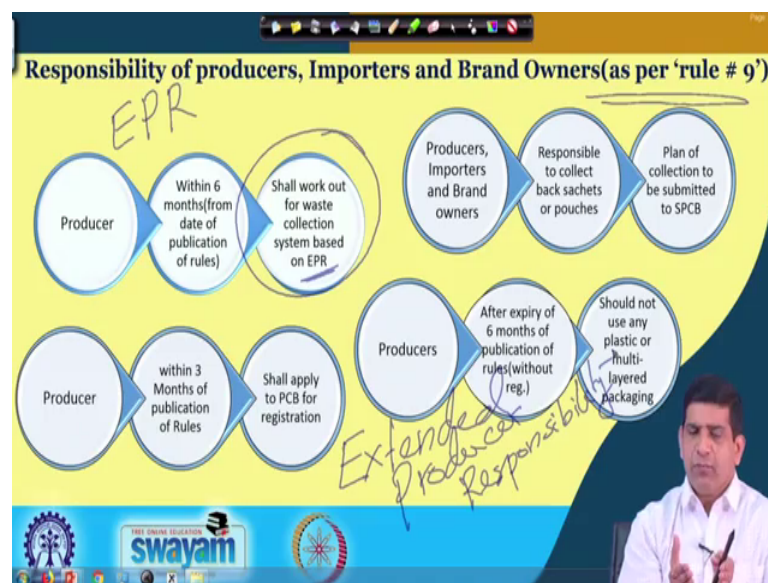 Page
Responsibility of producers, Importers and Brand Owners(as per 'rule # 9')
EPR
Producer
Within 6
months(from
date of
publication
of rules)
Shall work out
for waste
collection
system based
on EPR
Producers,
Importers
and Brand
owners
Responsible
to collect
back sachets
or pouches
Plan of
collection to
be submitted
to SPCB
Producer
within 3
Months of
publication
of Rules
Shall apply
to PCB for
registration
Producers
After expiry of
6 months of
publication of
rules(without
reg.)
Should not
use any
plastic or
multi-
layered
packaging
Extended
Producer
Responsibility
FREE ONLINE EDUCATION
swayam